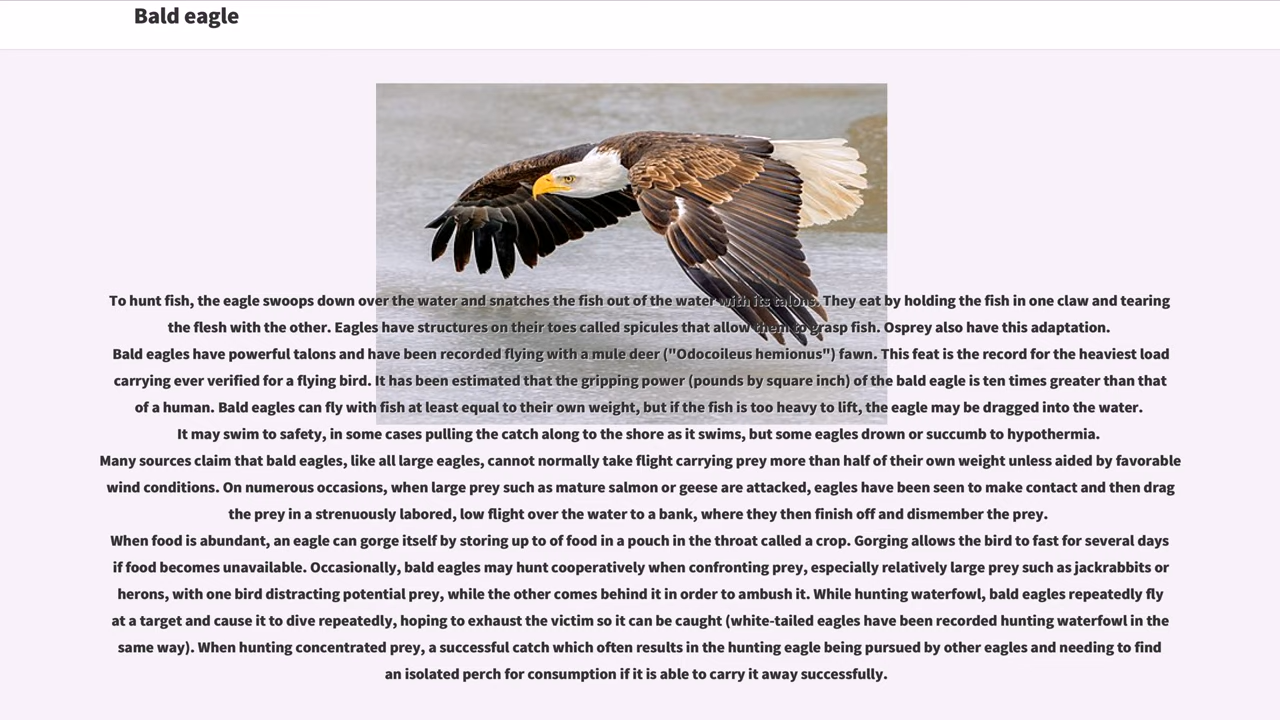 Bald eagle
To hunt fish, the eagle swoops down over the water and snatches the fish out of the water with its talons. They eat by holding the fish in one claw and tearing
the flesh with the other. Eagles have structures on their toes called spicules that allow them to grasp fish. Osprey also have this adaptation.
Bald eagles have powerful talons and have been recorded flying with a mule deer ("Odocoileus hemionus") fawn. This feat is the record for the heaviest load
carrying ever verified for a flying bird. It has been estimated that the gripping power (pounds by square inch) of the bald eagle is ten times greater than that
of a human. Bald eagles can fly with fish at least equal to their own weight, but if the fish is too heavy to lift, the eagle may be dragged into the water.
It may swim to safety, in some cases pulling the catch along to the shore as it swims, but some eagles drown or succumb to hypothermia.
Many sources claim that bald eagles, like all large eagles, cannot normally take flight carrying prey more than half of their own weight unless aided by favorable
wind conditions. On numerous occasions, when large prey such as mature salmon or geese are attacked, eagles have been seen to make contact and then drag
the prey in a strenuously labored, low flight over the water to a bank, where they then finish off and dismember the prey.
When food is abundant, an eagle can gorge itself by storing up to of food in a pouch in the throat called a crop. Gorging allows the bird to fast for several days
if food becomes unavailable. Occasionally, bald eagles may hunt cooperatively when confronting prey, especially relatively large prey such as jackrabbits or
herons, with one bird distracting potential prey, while the other comes behind it in order to ambush it. While hunting waterfowl, bald eagles repeatedly fly
at a target and cause it to dive repeatedly, hoping to exhaust the victim so it can be caught (white-tailed eagles have been recorded hunting waterfowl in the
same way). When hunting concentrated prey, a successful catch which often results in the hunting eagle being pursued by other eagles and needing to find
an isolated perch for consumption if it is able to carry it away successfully.